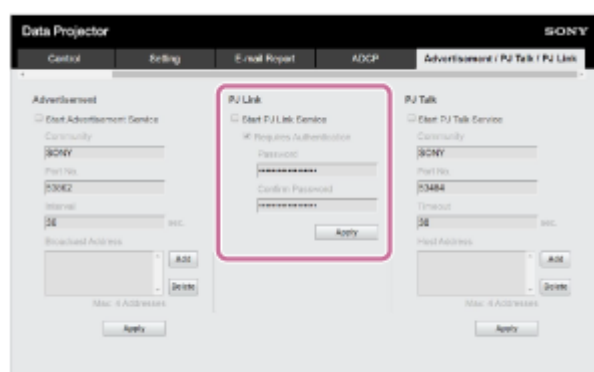 Data Projector
SONY
Control
Setting
E-mail Report
ADCP
Advertisement / PJ Talk / PJ Link
Advertisement
Start Advertisement Service
Community
SONY
Port No.
53862
Interval
30 sec.
Broadcast Address
Add
Delete
Max: 4 Addresses
Apply
PJ Link
Start PJ Link Service
Requires Authentication
Password
Confirm Password
Apply
PJ Talk
Start PJ Talk Service
Community
SONY
Port No.
53484
Timeout
30 sec.
Host Address
Add
Delete
Max: 4 Addresses
Apply